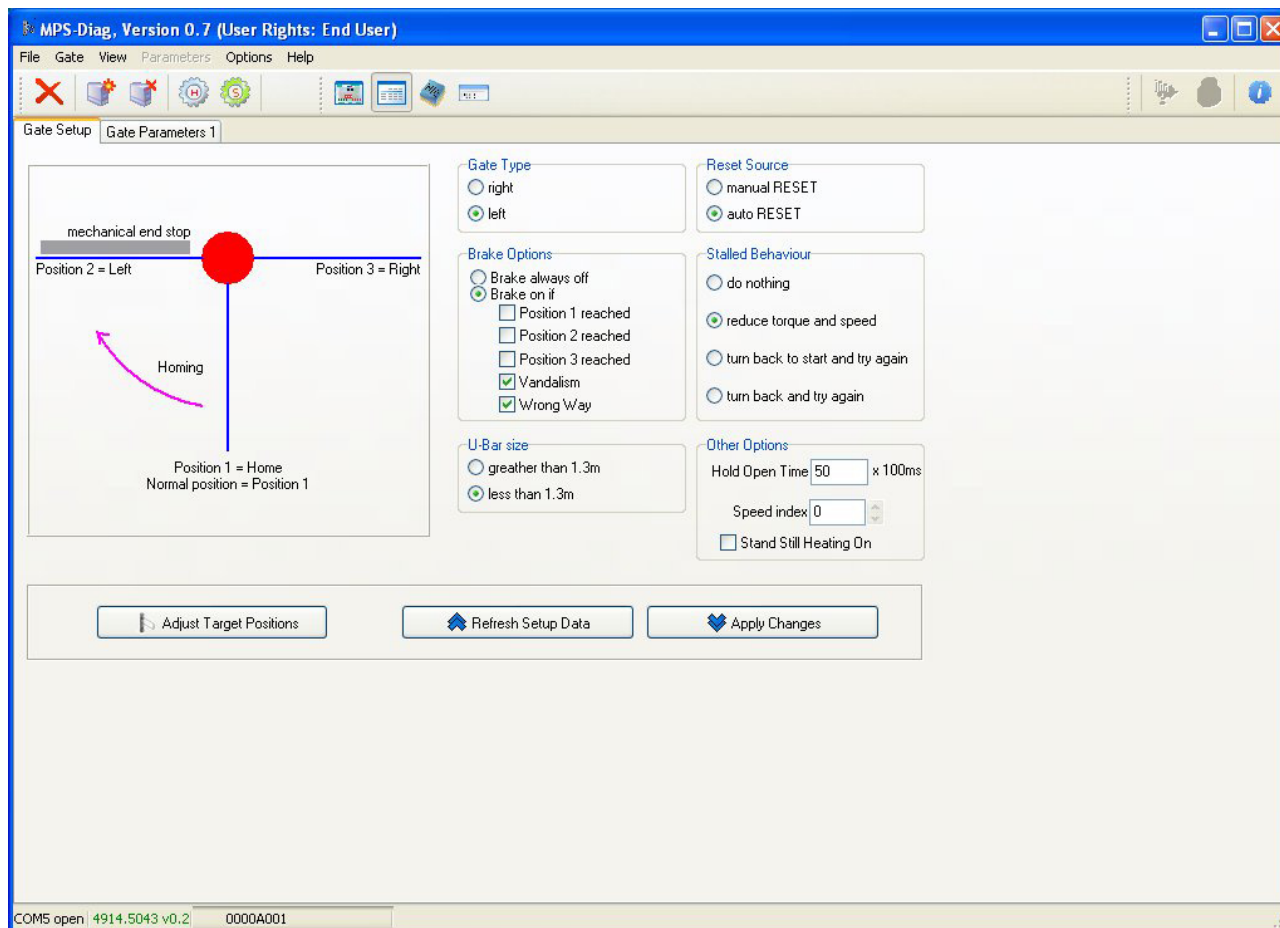 MPS-Diag, Version 0.7 (User Rights: End User)
File Gate View Parameters Options Help
H
S
Gate Setup
Gate Parameters 1
mechanical end stop
Position 2 = Left
Position 3 = Right
Homing
Position 1 = Home
Normal position = Position 1
Gate Type
right
left
Brake Options
Brake always off
Brake on if
Position 1 reached
Position 2 reached
Position 3 reached
Vandalism
Wrong Way
U-Bar size
greather than 1.3m
less than 1.3m
Reset Source
manual RESET
auto RESET
Stalled Behaviour
do nothing
reduce torque and speed
turn back to start and try again
turn back and try again
Other Options
Hold Open Time 50 x 100ms
Speed index 0
Stand Still Heating On
Adjust Target Positions
Refresh Setup Data
Apply Changes
COM5 open 4914.5043 v0.2 0000A001